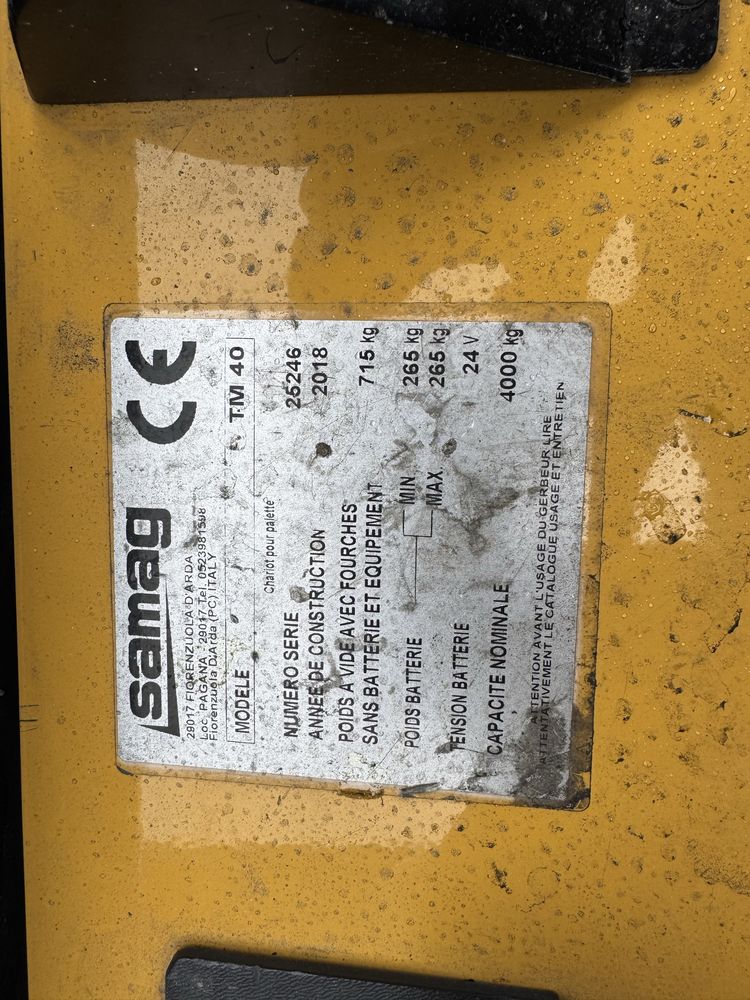 samag CE
29017 FIORENZUOLA D'ARDA
Loc. PAGANA - 29017 Tel. 0523981598
Fiorenzuola D'Arda (PC) ITALY
MODELE TM 40
Chariot pour palette
NUMERO SERIE 25246
ANNEE DE CONSTRUCTION 2018
POIDS A VIDE AVEC FOURCHES
SANS BATTERIE ET EQUIPEMENT 715 kg
POIDS BATTERIE MIN 265 kg
MAX 265 kg
TENSION BATTERIE 24 V
CAPACITE NOMINALE 4000 kg
ATTENTION AVANT L'USAGE DU GERBEUR LIRE
ATTENTATIVEMENT LE CATALOGUE USAGE ET ENTRETIEN